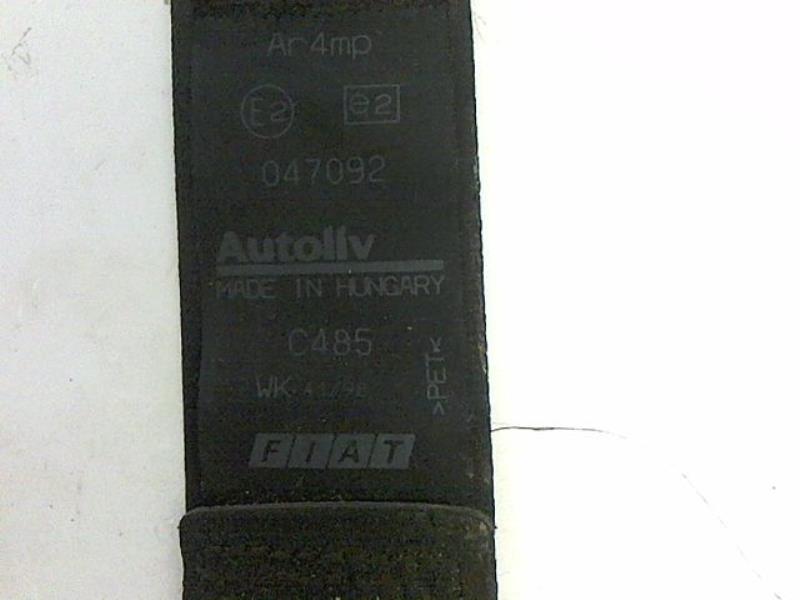 Ar4mp
E2 e2
047092
Autoliv
MADE IN HUNGARY
C485
>PET<
WK
FIAT